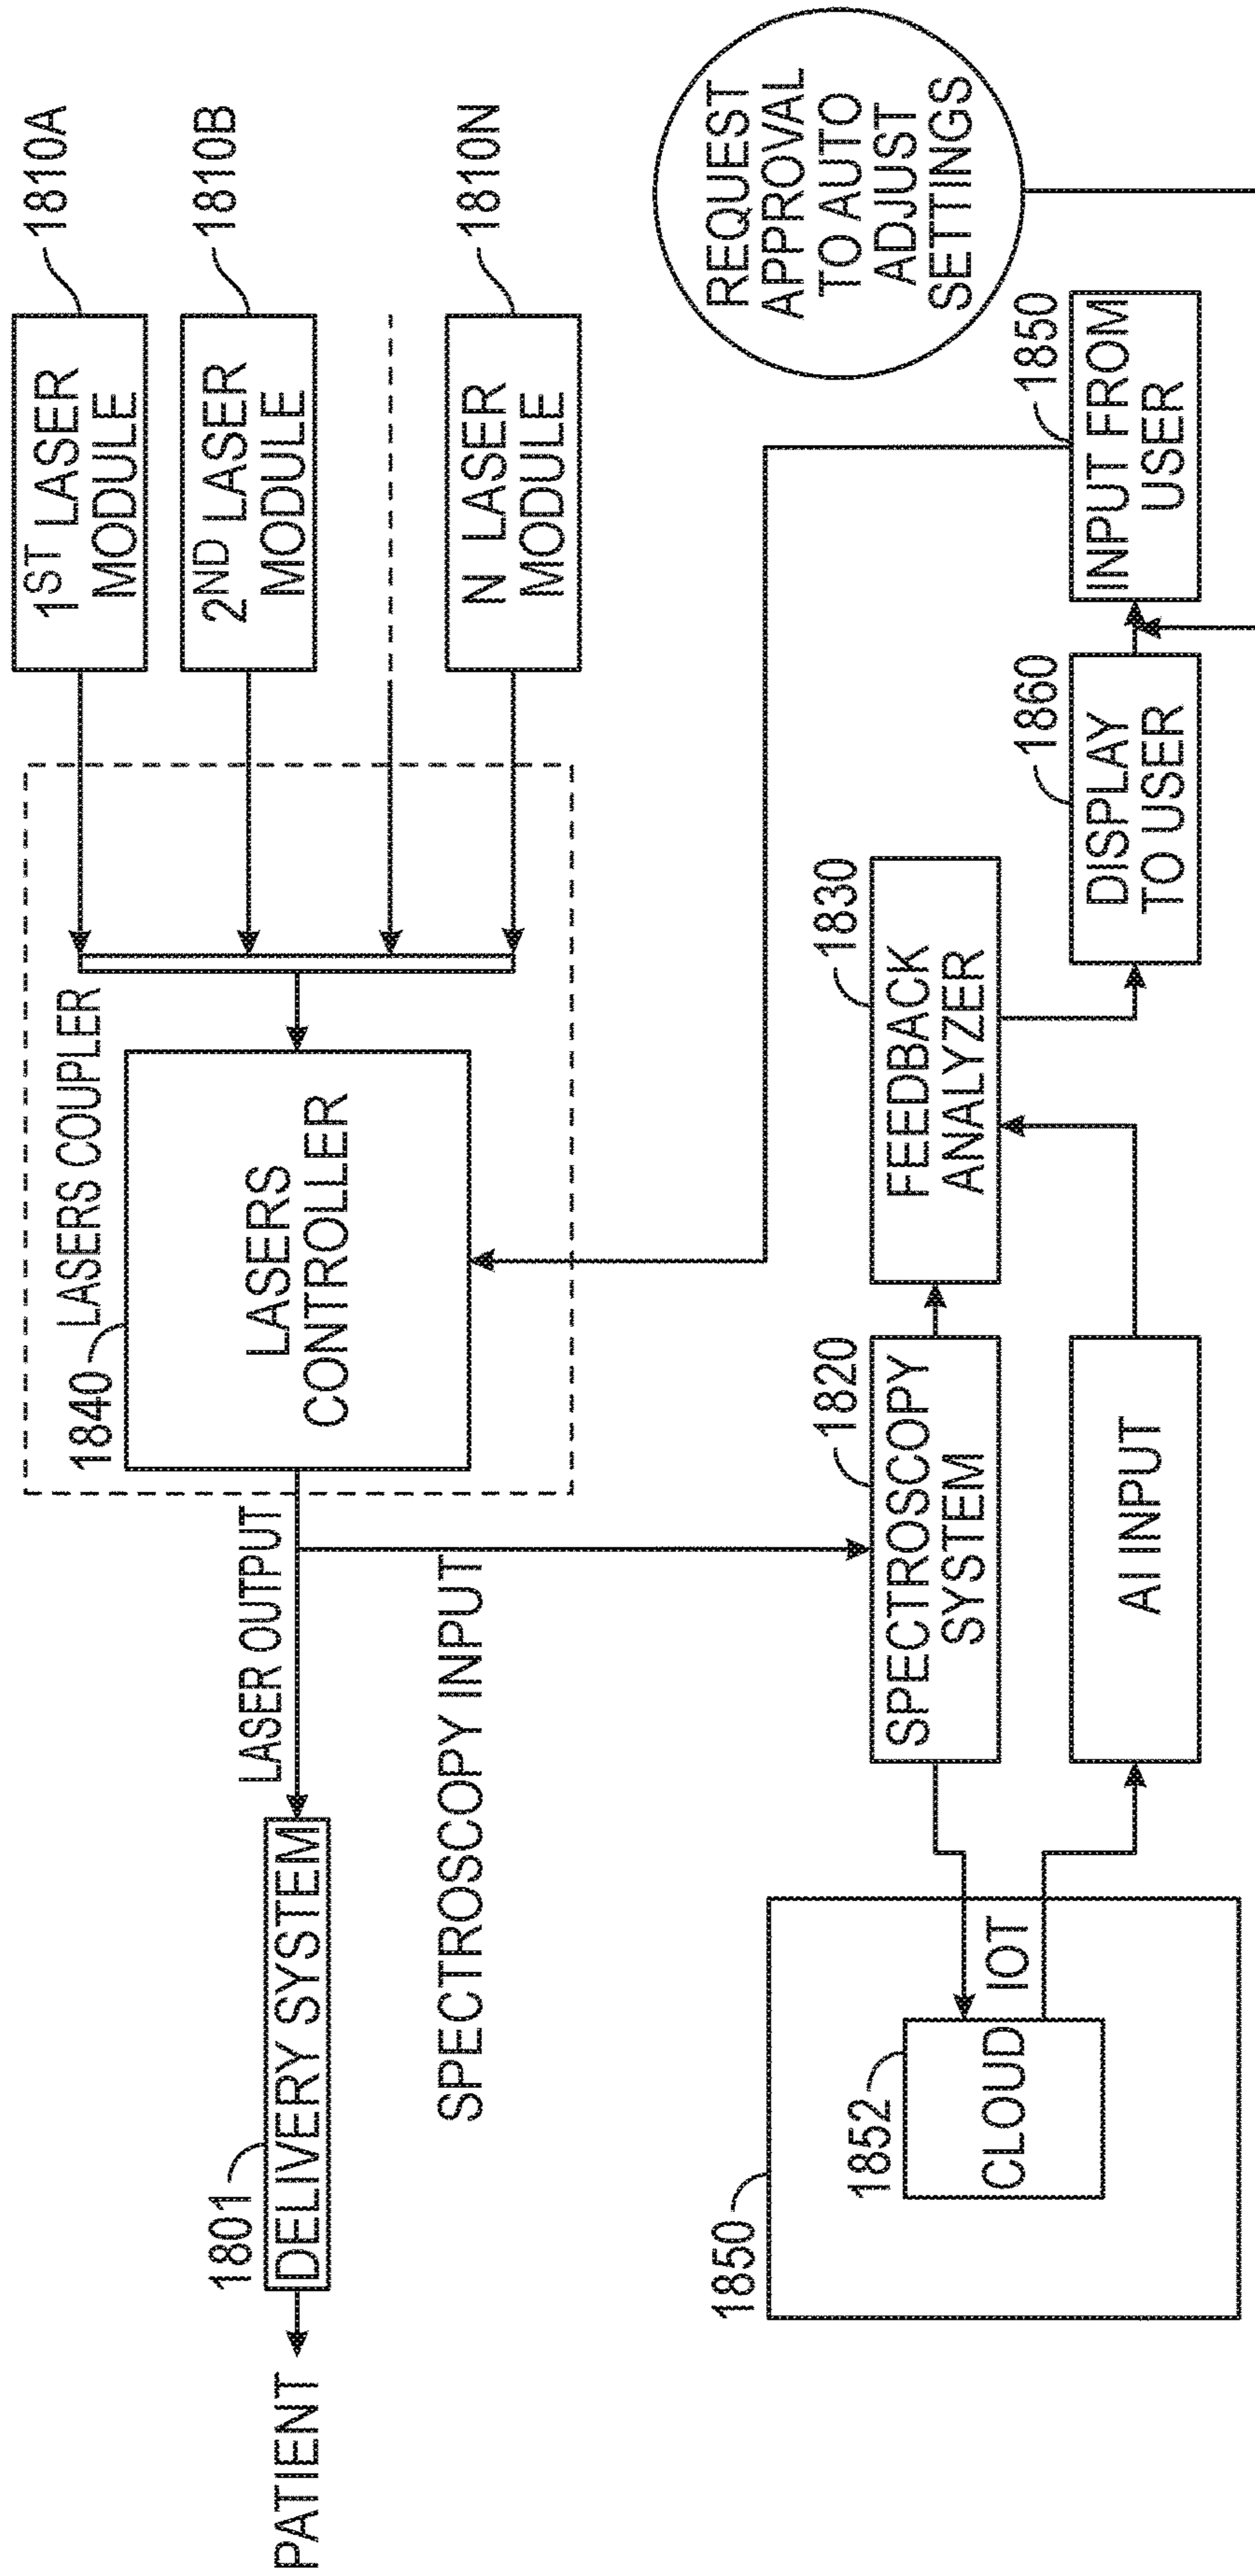 PATIENT
1801
DELIVERY SYSTEM
LASER OUTPUT
SPECTROSCOPY INPUT
1840
LASERS COUPLER
LASERS
CONTROLLER
1ST LASER
MODULE
1810A
2ND LASER
MODULE
1810B
N LASER
MODULE
1810N
1850
1852
CLOUD
IOT
1820
SPECTROSCOPY
SYSTEM
AI INPUT
1830
FEEDBACK
ANALYZER
1860
DISPLAY
TO USER
1850
INPUT FROM
USER
REQUEST
APPROVAL
TO AUTO
ADJUST
SETTINGS